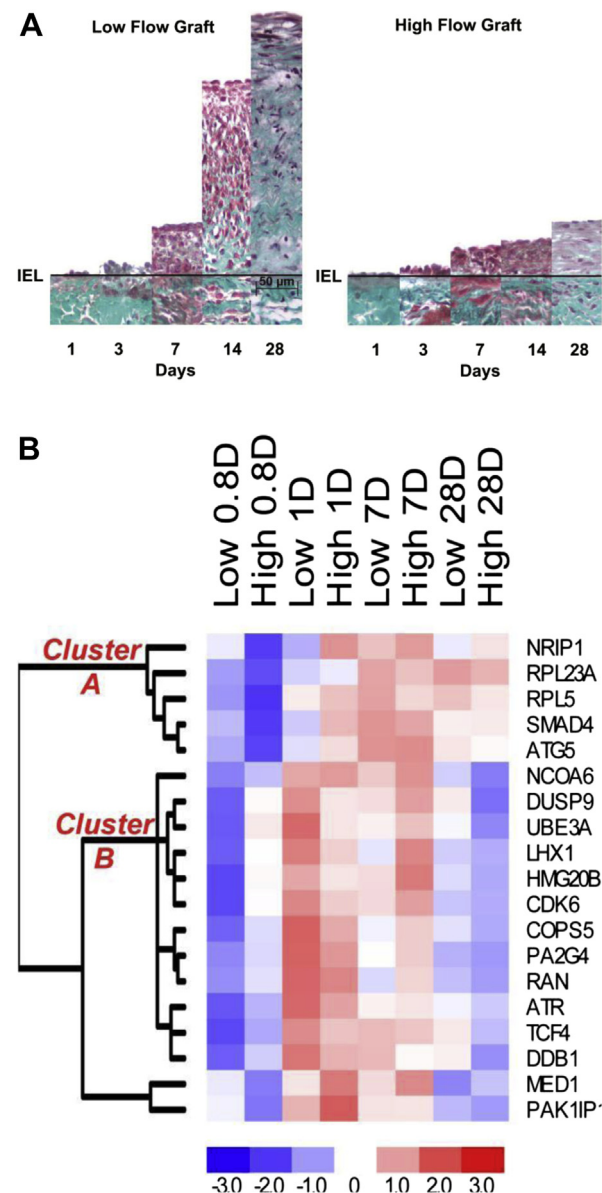 A
Low Flow Graft
High Flow Graft
IEL
50 µm
IEL
1 3 7 14 28
Days
1 3 7 14 28
Days
B
Low 0.8D
High 0.8D
Low 1D
High 1D
Low 7D
High 7D
Low 28D
High 28D
Cluster
A
Cluster
B
NRIP1
RPL23A
RPL5
SMAD4
ATG5
NCOA6
DUSP9
UBE3A
LHX1
HMG20B
CDK6
COPS5
PA2G4
RAN
ATR
TCF4
DDB1
MED1
PAK1IP1
-3.0 -2.0 -1.0 0 1.0 2.0 3.0